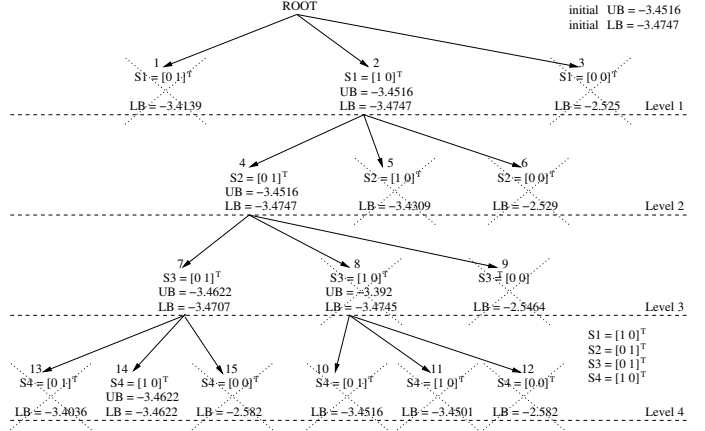 ROOT
initial UB = −3.4516
initial LB = −3.4747
1
S1 = [0 1]ᵀ
LB = −3.4139
2
S1 = [1 0]ᵀ
UB = −3.4516
LB = −3.4747
3
S1 = [0 0]ᵀ
LB = −2.525
Level 1
4
S2 = [0 1]ᵀ
UB = −3.4516
LB = −3.4747
5
S2 = [1 0]ᵀ
LB = −3.4309
6
S2 = [0 0]ᵀ
LB = −2.529
Level 2
7
S3 = [0 1]ᵀ
UB = −3.4622
LB = −3.4707
8
S3 = [1 0]ᵀ
UB = −3.392
LB = −3.4745
9
S3 = [0 0]ᵀ
LB = −2.5464
Level 3
13
S4 = [0 1]ᵀ
LB = −3.4036
14
S4 = [1 0]ᵀ
UB = −3.4622
LB = −3.4622
15
S4 = [0 0]ᵀ
LB = −2.582
10
S4 = [0 1]ᵀ
LB = −3.4516
11
S4 = [1 0]ᵀ
LB = −3.4501
12
S4 = [0 0]ᵀ
LB = −2.582
S1 = [1 0]ᵀ
S2 = [0 1]ᵀ
S3 = [0 1]ᵀ
S4 = [1 0]ᵀ
Level 4